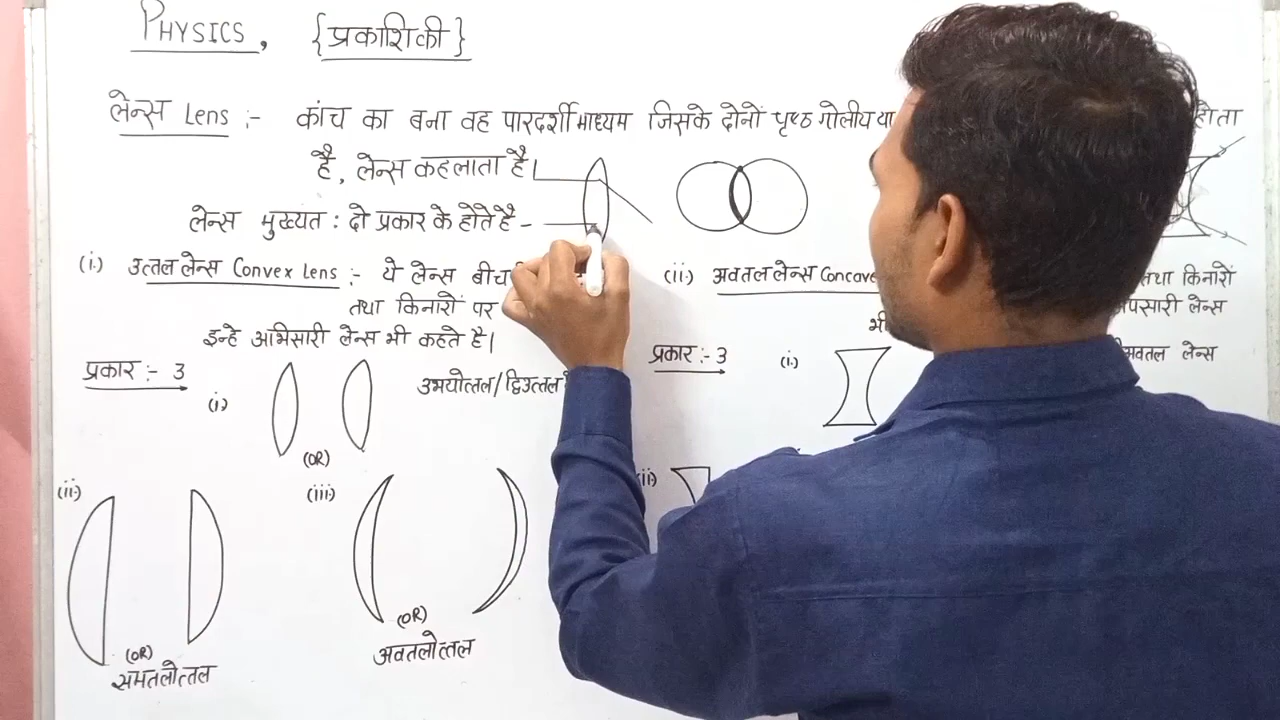 PHYSICS, {प्रकाशिकी}
लेन्स Lens :- कांच का बना वह पारदर्शी माध्यम जिसके दोनों पृष्ठ गोलीय या होता
है, लेन्स कहलाता है।
लेन्स मुख्यत: दो प्रकार के होते है -
(i.) उत्तल लेन्स Convex Lens :- ये लेन्स बीच
तथा किनारों पर
इन्हे अभिसारी लेन्स भी कहते है।
प्रकार :- 3
(i)
(OR)
उभयोत्तल/द्विउत्तल
(ii)
(OR)
समतलोत्तल
(iii)
(OR)
अवतलोत्तल
(ii) अवतल लेन्स तथा किनारों
लेन्स
भी
प्रकार :- 3
(i.) अवतल लेन्स
(ii)